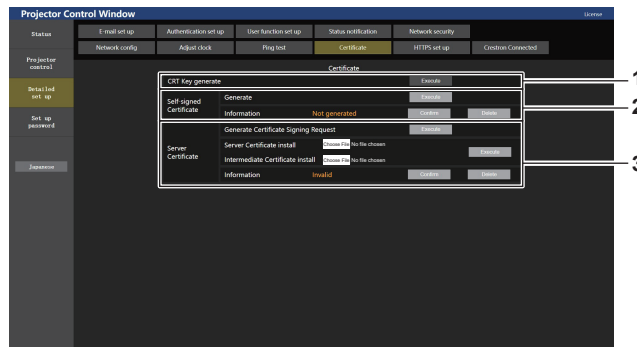 Projector Control Window
License
Status
E-mail set up
Authentication set up
User function set up
Status notification
Network security
Network config
Adjust clock
Ping test
Certificate
HTTPS set up
Crestron Connected
Projector
control
Detailed
set up
Set up
password
Japanese
Certificate
CRT Key generate
Execute
1
Self-signed
Certificate
Generate
Execute
Information
Not generated
Confirm
Delete
2
Server
Certificate
Generate Certificate Signing Request
Execute
Server Certificate install
Choose File No file chosen
Intermediate Certificate install
Choose File No file chosen
Execute
Information
Invalid
Confirm
Delete
3